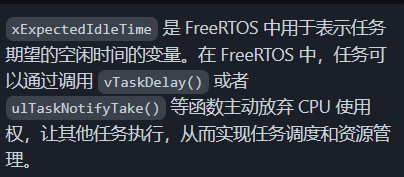 xExpectedIdleTime 是 FreeRTOS 中用于表示任务
期望的空闲时间的变量。在 FreeRTOS 中，任务可
以通过调用 vTaskDelay() 或者
ulTaskNotifyTake() 等函数主动放弃 CPU 使用
权，让其他任务执行，从而实现任务调度和资源管
理。